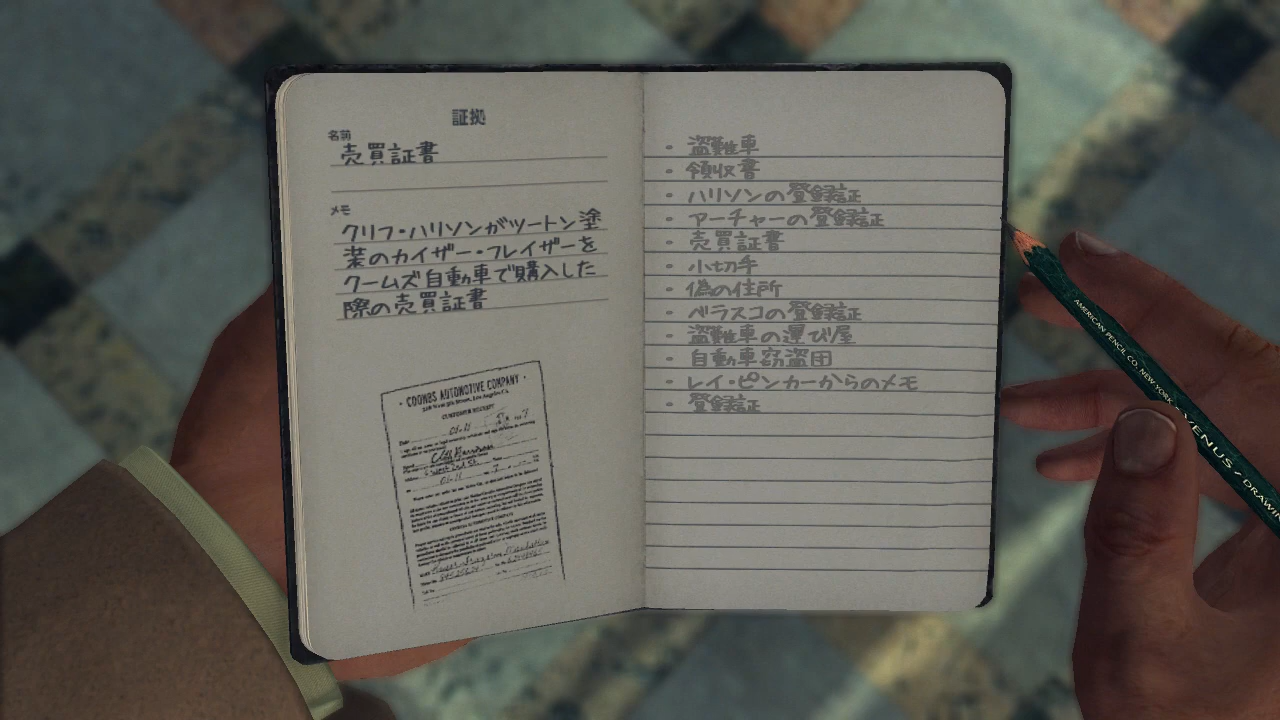 証拠
名前
売買証書
メモ
クリフ・ハリソンがツートン塗
装のカイザー・フレイザーを
クームズ自動車で購入した
際の売買証書
COOMBS AUTOMOTIVE COMPANY
CUSTOMER RECEIPT
・盗難車
・領収書
・ハリソンの登録証
・アーチャーの登録証
・売買証書
・小切手
・偽の住所
・ベラスコの登録証
・盗難車の運び屋
・自動車窃盗団
・レイ・ピンカーからのメモ
・登録証
AMERICAN PENCIL CO. NEW YORK VENUS / DRAWIN